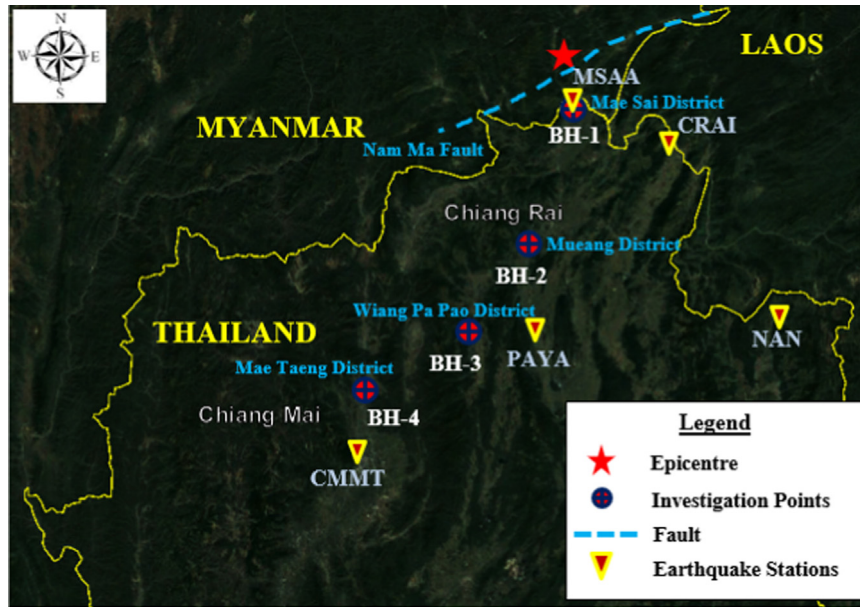 N
W E
S
LAOS
MSAA
Mae Sai District
MYANMAR
BH-1
CRAI
Nam Ma Fault
Chiang Rai
Mueang District
BH-2
Wiang Pa Pao District
THAILAND
NAN
BH-3
PAYA
Mae Taeng District
Chiang Mai
BH-4
CMMT
Legend
Epicentre
Investigation Points
Fault
Earthquake Stations